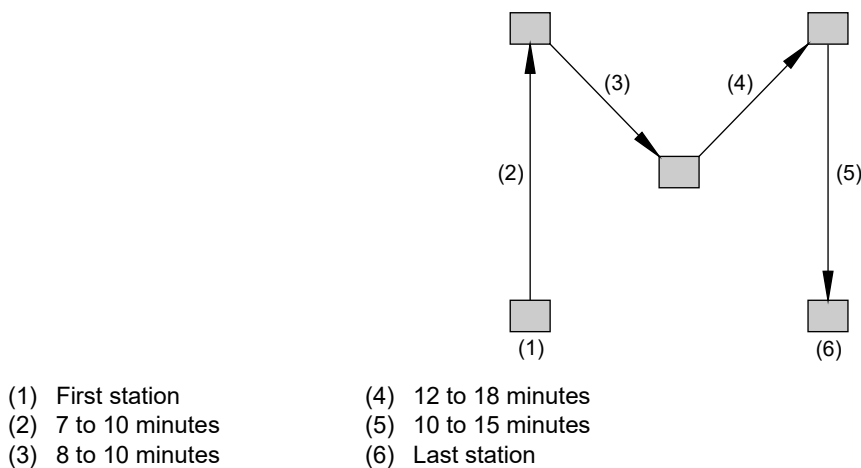 (3)
(4)
(2)
(5)
(1)
(6)
(1) First station
(2) 7 to 10 minutes
(3) 8 to 10 minutes
(4) 12 to 18 minutes
(5) 10 to 15 minutes
(6) Last station